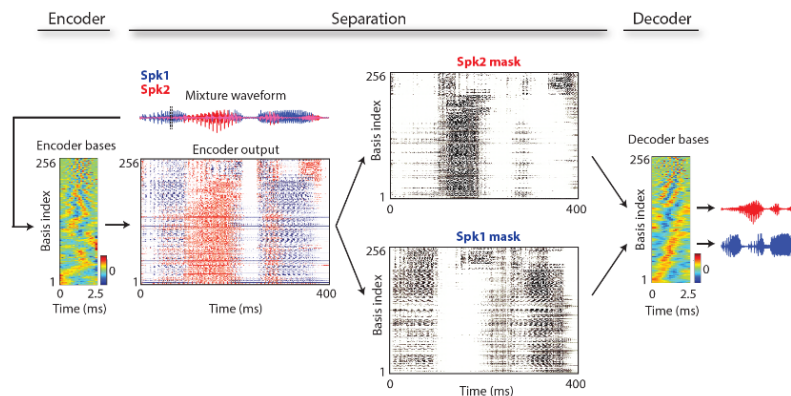 Encoder
Separation
Decoder
Spk1
Spk2
Mixture waveform
Spk2 mask
256
Basis index
1
0
400
Encoder bases
256
Basis index
1
0
0
2.5
Time (ms)
Encoder output
256
1
0
400
Time (ms)
Spk1 mask
256
Basis index
1
0
400
Time (ms)
Decoder bases
256
Basis index
1
0
0
2.5
Time (ms)